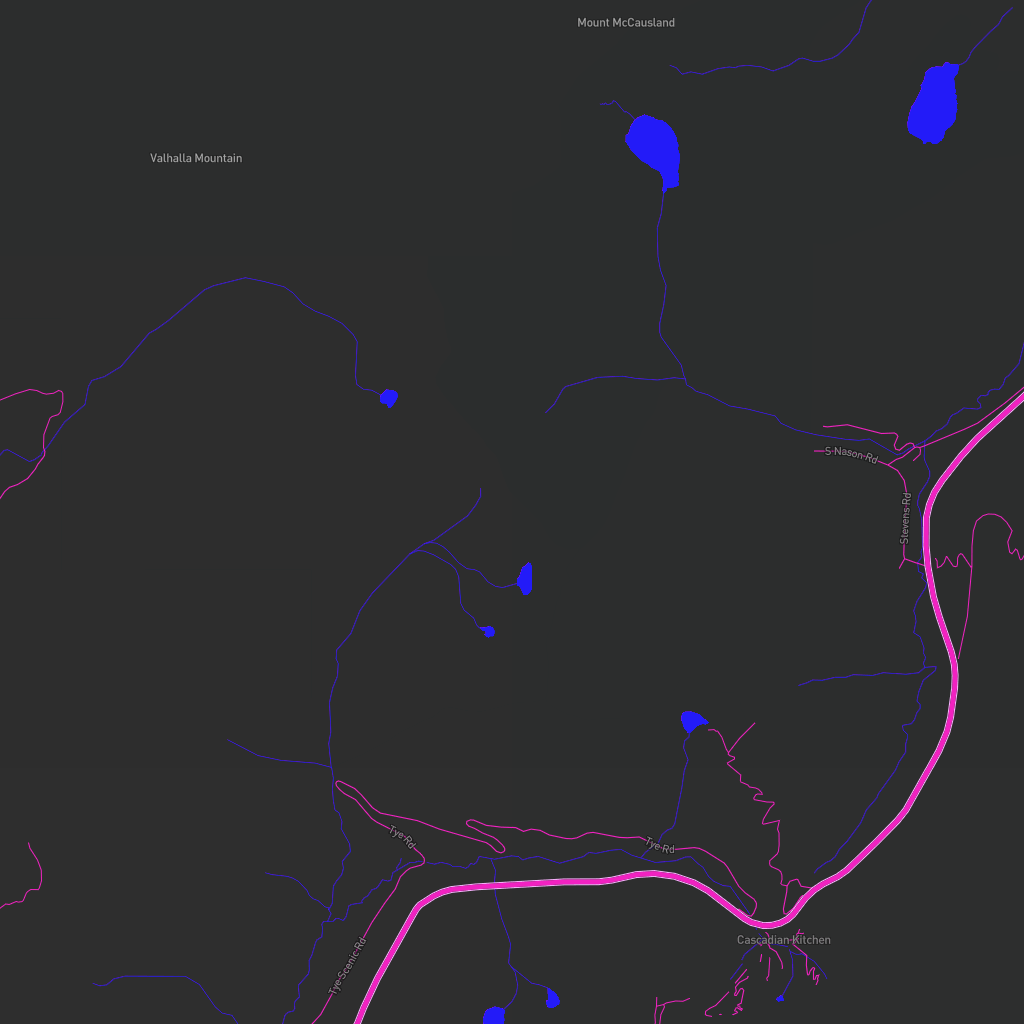 Mount McCausland
Valhalla Mountain
S Nason Rd
Stevens Rd
Tye Rd
Tye Rd
Cascadian Kitchen
Tye Scenic Rd